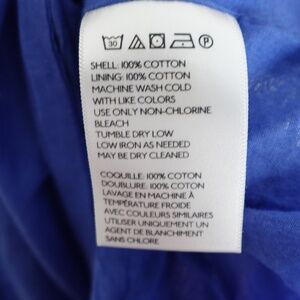 30
P
SHELL: 100% COTTON
LINING: 100% COTTON
MACHINE WASH COLD
WITH LIKE COLORS
USE ONLY NON-CHLORINE
BLEACH
TUMBLE DRY LOW
LOW IRON AS NEEDED
MAY BE DRY CLEANED
COQUILLE: 100% COTON
DOUBLURE: 100% COTON
LAVAGE EN MACHINE À
TEMPÉRATURE FROIDE
AVEC COULEURS SIMILAIRES
UTILISER UNIQUEMENT UN
AGENT DE BLANCHIMENT
SANS CHLORE